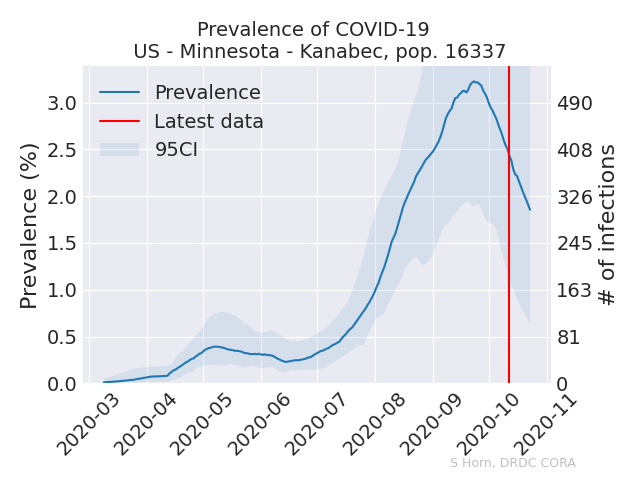 Prevalence of COVID-19
US - Minnesota - Kanabec, pop. 16337
Prevalence
Latest data
95CI
Prevalence (%)
3.0
2.5
2.0
1.5
1.0
0.5
0.0
490
408
326
245
163
81
0
# of infections
2020-03
2020-04
2020-05
2020-06
2020-07
2020-08
2020-09
2020-10
2020-11
S Horn, DRDC CORA